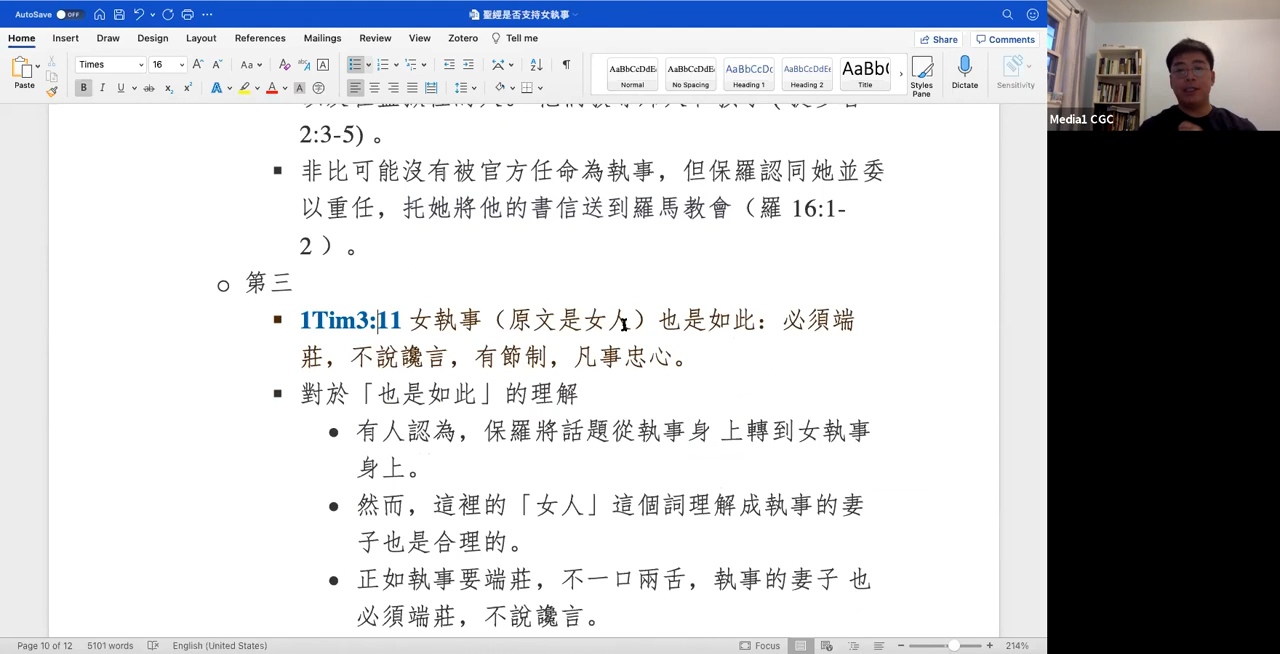 AutoSave OFF
聖經是否支持女執事
Home Insert Draw Design Layout References Mailings Review View Zotero Tell me
Share Comments
Paste
Times 16
Aa
A
B I U ab x₂ x² A A A
AaBbCcDdEe AaBbCcDdEe AaBbCcDc AaBbCcDdEe AaBb(
Normal No Spacing Heading 1 Heading 2 Title
Styles Pane
Dictate
Sensitivity
Media1 CGC
2:3-5) 。
非比可能沒有被官方任命為執事，但保羅認同她並委
以重任，托她將他的書信送到羅馬教會（羅 16:1-
2 ）。
第三
1Tim3:11 女執事（原文是女人）也是如此：必須端
莊，不說讒言，有節制，凡事忠心。
對於「也是如此」的理解
有人認為，保羅將話題從執事身 上轉到女執事
身上。
然而，這裡的「女人」這個詞理解成執事的妻
子也是合理的。
正如執事要端莊，不一口兩舌，執事的妻子 也
必須端莊，不說讒言。
Page 10 of 12 5101 words English (United States) Focus 214%